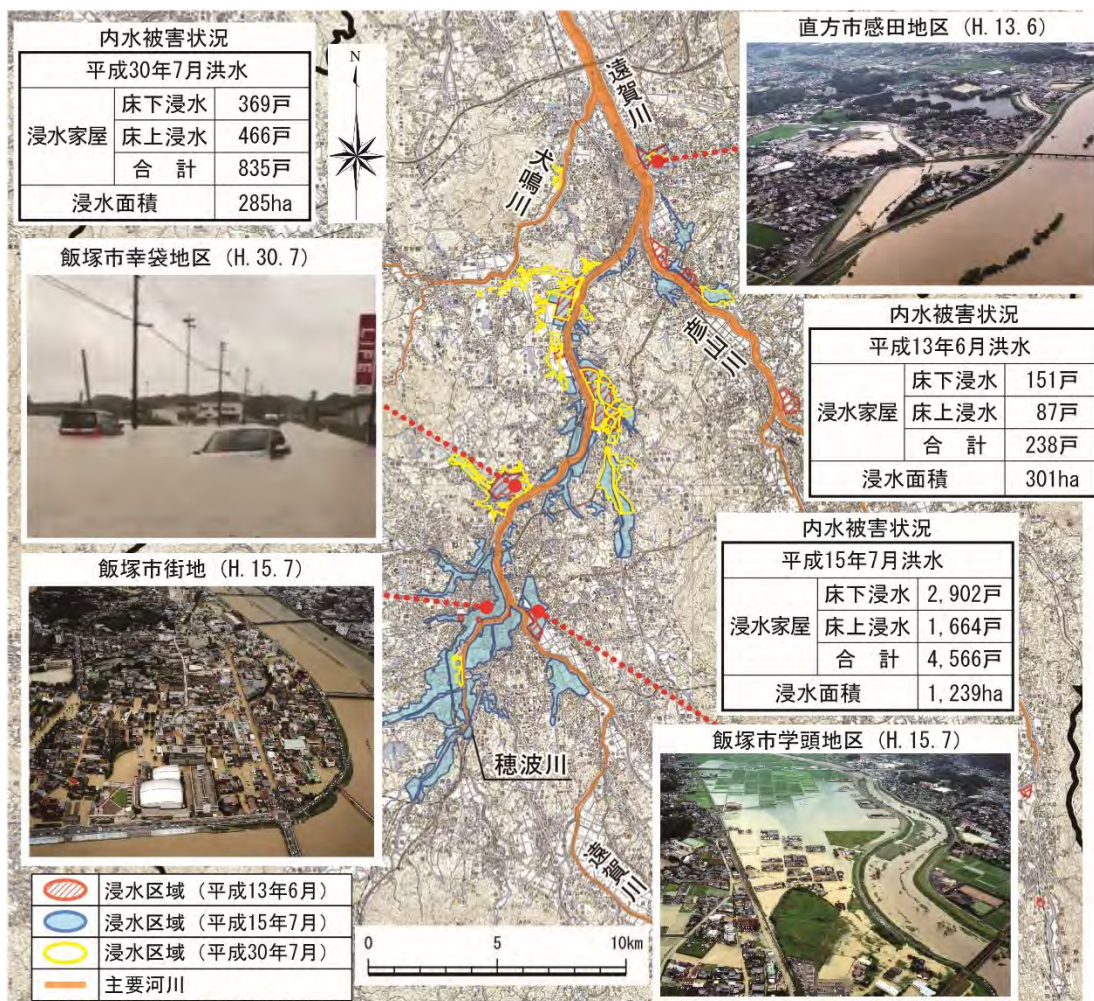 内水被害状況
平成30年7月洪水
浸水家屋
床下浸水 369戸
床上浸水 466戸
合 計 835戸
浸水面積 285ha
N
遠賀川
犬鳴川
彦山川
直方市感田地区 (H.13.6)
内水被害状況
平成13年6月洪水
浸水家屋
床下浸水 151戸
床上浸水 87戸
合 計 238戸
浸水面積 301ha
飯塚市幸袋地区 (H.30.7)
LIFE
飯塚市街地 (H.15.7)
内水被害状況
平成15年7月洪水
浸水家屋
床下浸水 2,902戸
床上浸水 1,664戸
合 計 4,566戸
浸水面積 1,239ha
穂波川
遠賀川
飯塚市学頭地区 (H.15.7)
浸水区域 (平成13年6月)
浸水区域 (平成15年7月)
浸水区域 (平成30年7月)
主要河川
0 5 10km